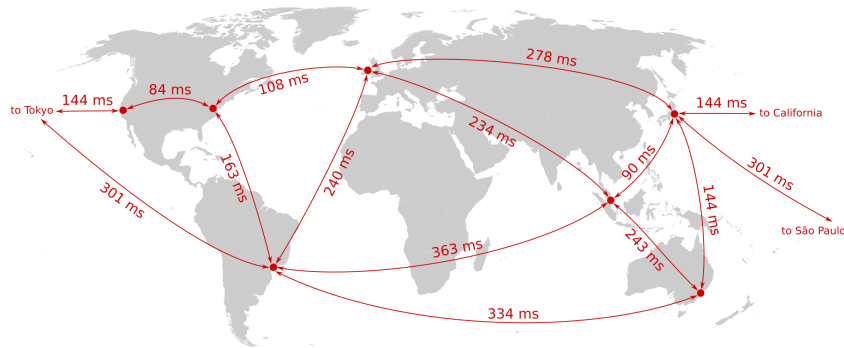 278 ms
108 ms
84 ms
144 ms
to Tokyo
144 ms
to California
234 ms
90 ms
163 ms
240 ms
301 ms
301 ms
144 ms
to São Paulo
363 ms
243 ms
334 ms